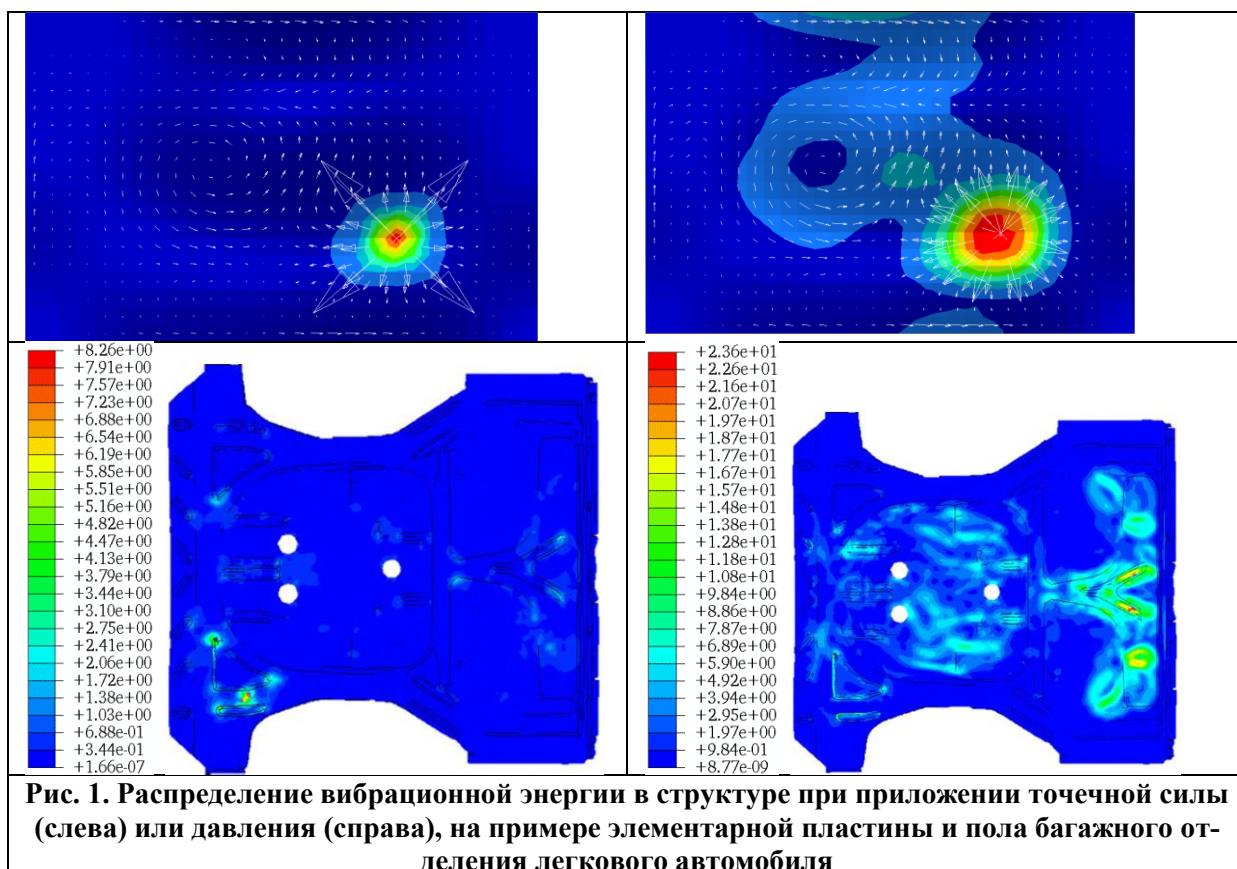 +8.26e+00
+7.91e+00
+7.57e+00
+7.23e+00
+6.88e+00
+6.54e+00
+6.19e+00
+5.85e+00
+5.51e+00
+5.16e+00
+4.82e+00
+4.47e+00
+4.13e+00
+3.79e+00
+3.44e+00
+3.10e+00
+2.75e+00
+2.41e+00
+2.06e+00
+1.72e+00
+1.38e+00
+1.03e+00
+6.88e-01
+3.44e-01
+1.66e-07
+2.36e+01
+2.26e+01
+2.16e+01
+2.07e+01
+1.97e+01
+1.87e+01
+1.77e+01
+1.67e+01
+1.57e+01
+1.48e+01
+1.38e+01
+1.28e+01
+1.18e+01
+1.08e+01
+9.84e+00
+8.86e+00
+7.87e+00
+6.89e+00
+5.90e+00
+4.92e+00
+3.94e+00
+2.95e+00
+1.97e+00
+9.84e-01
+8.77e-09
Рис. 1. Распределение вибрационной энергии в структуре при приложении точечной силы
(слева) или давления (справа), на примере элементарной пластины и пола багажного от-
деления легкового автомобиля